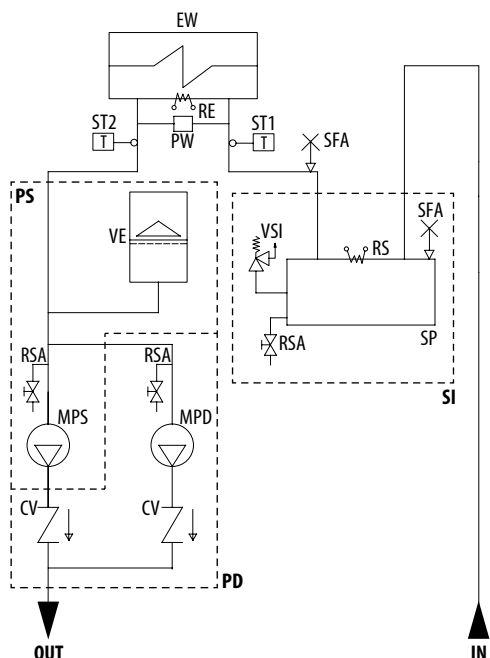 EW
RE
ST2
T
PW
ST1
T
SFA
PS
VE
VSI
RS
SFA
RSA
SP
SI
RSA
RSA
MPS
MPD
CV
CV
PD
OUT
IN